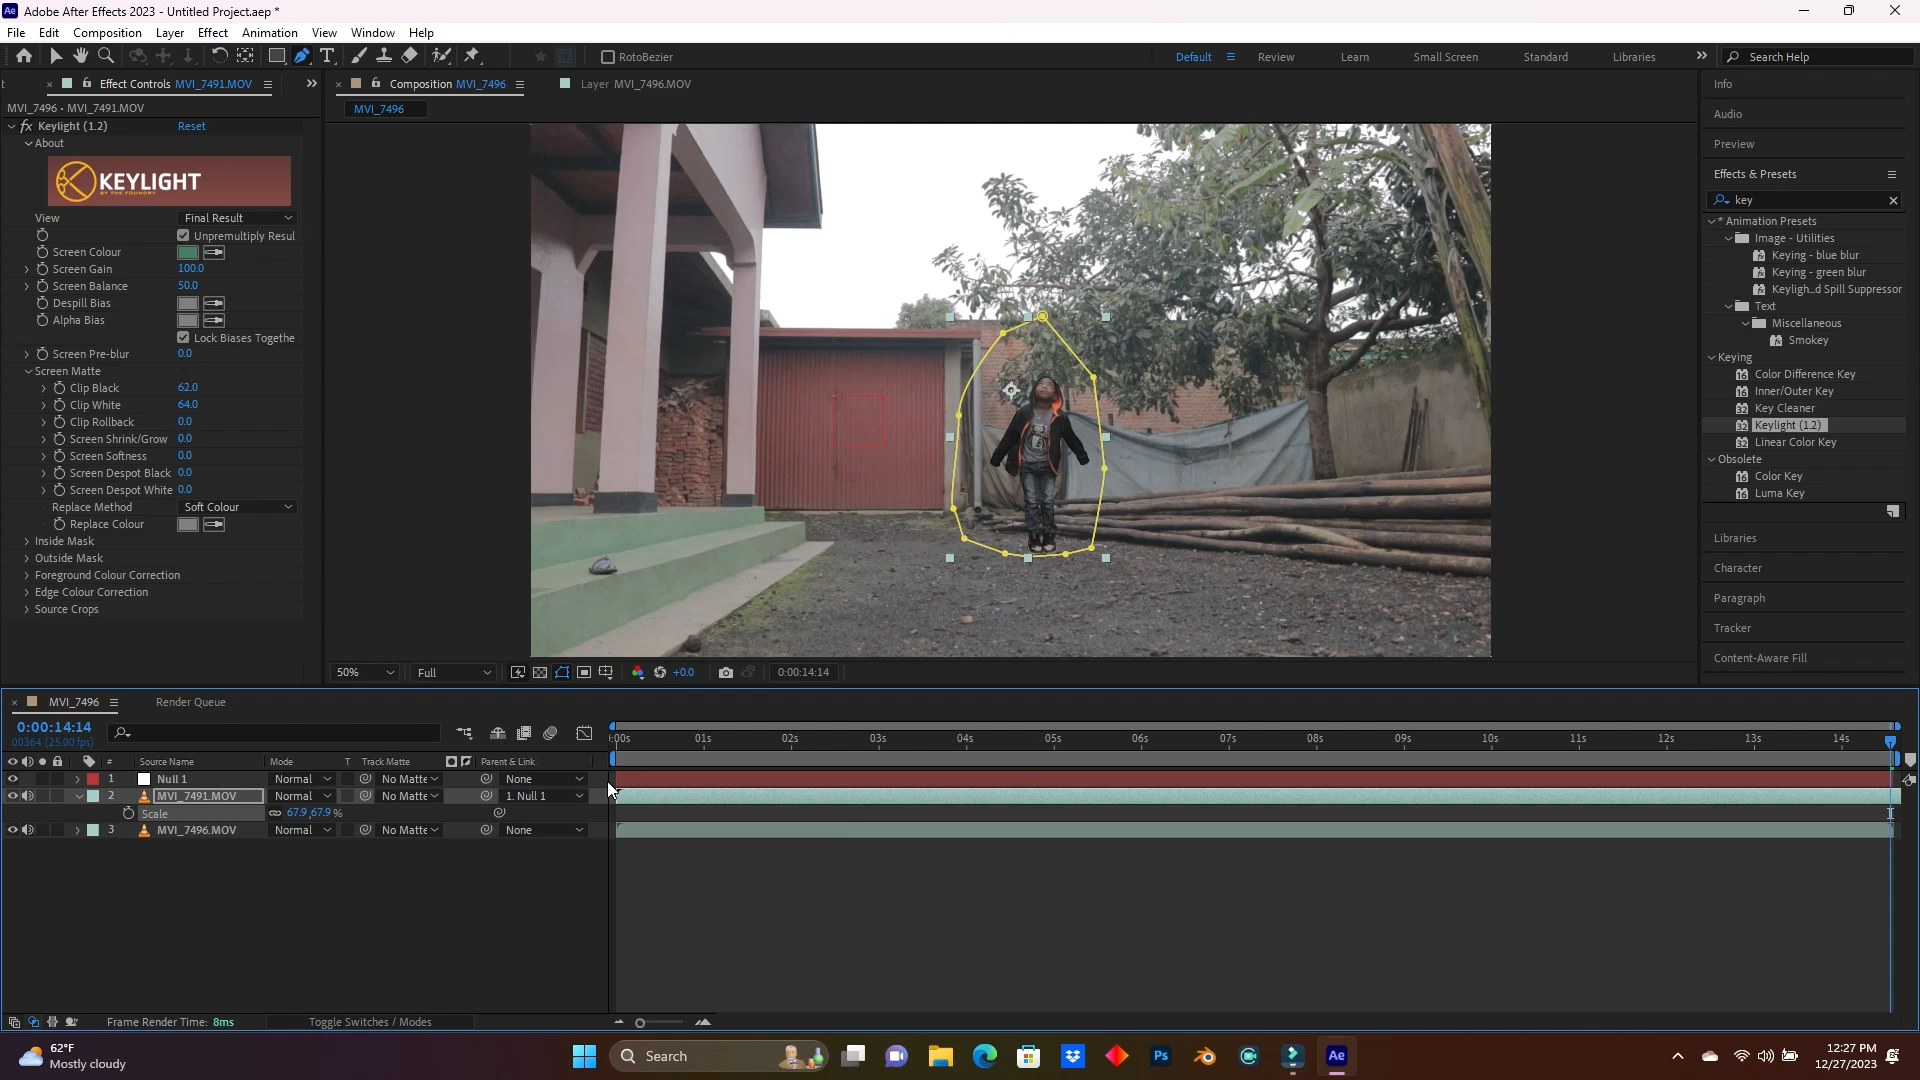 Adobe After Effects 2023 - Untitled Project.aep *
File Edit Composition Layer Effect Animation View Window Help
RotoBezier
Default Review Learn Small Screen Standard Libraries Search Help
Effect Controls MVI_7491.MOV
Composition MVI_7496
Layer MVI_7496.MOV
MVI_7496 • MVI_7491.MOV
MVI_7496
fx Keylight (1.2) Reset
About
KEYLIGHT
BY THE FOUNDRY
View Final Result
Unpremultiply Resul
Screen Colour
Screen Gain 100.0
Screen Balance 50.0
Despill Bias
Alpha Bias
Lock Biases Togethe
Screen Pre-blur 0.0
Screen Matte
Clip Black 62.0
Clip White 64.0
Clip Rollback 0.0
Screen Shrink/Grow 0.0
Screen Softness 0.0
Screen Despot Black 0.0
Screen Despot White 0.0
Replace Method Soft Colour
Replace Colour
Inside Mask
Outside Mask
Foreground Colour Correction
Edge Colour Correction
Source Crops
50% Full +0.0 0:00:14:14
Info
Audio
Preview
Effects & Presets
key
* Animation Presets
Image - Utilities
Keying - blue blur
Keying - green blur
Keyligh...d Spill Suppressor
Text
Miscellaneous
Smokey
Keying
Color Difference Key
Inner/Outer Key
Key Cleaner
Keylight (1.2)
Linear Color Key
Obsolete
Color Key
Luma Key
Libraries
Character
Paragraph
Tracker
Content-Aware Fill
MVI_7496 Render Queue
0:00:14:14
00364 (25.00 fps)
):00s 01s 02s 03s 04s 05s 06s 07s 08s 09s 10s 11s 12s 13s 14s
# Source Name Mode T Track Matte Parent & Link
1 Null 1 Normal No Matte None
2 MVI_7491.MOV Normal No Matte 1. Null 1
Scale 67.9,67.9%
3 MVI_7496.MOV Normal No Matte None
Frame Render Time: 8ms Toggle Switches / Modes
62°F
Mostly cloudy
Search
Ps
Ae
12:27 PM
12/27/2023